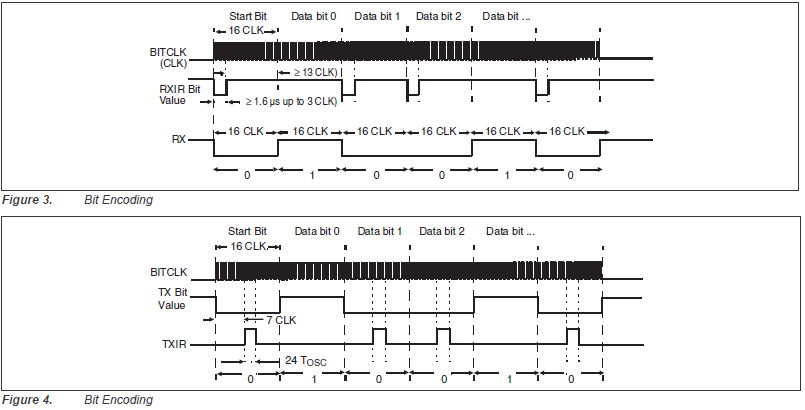 Start Bit Data bit 0 Data bit 1 Data bit 2 Data bit ...
16 CLK
BITCLK
(CLK)
≥ 13 CLK)
RXIR Bit
Value
≥ 1.6 µs up to 3 CLK)
16 CLK 16 CLK 16 CLK 16 CLK 16 CLK 16 CLK
RX
0 1 0 0 1 0
Figure 3. Bit Encoding
Start Bit Data bit 0 Data bit 1 Data bit 2 Data bit ...
16 CLK
BITCLK
TX Bit
Value
7 CLK
TXIR
24 TOSC
0 1 0 0 1 0
Figure 4. Bit Encoding